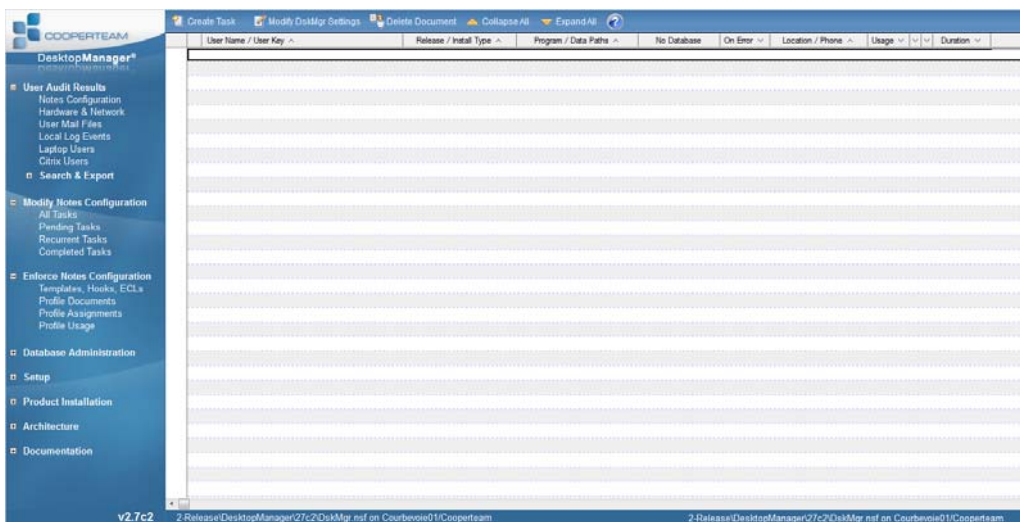 COOPERTEAM
DesktopManager®
Create Task Modify DskMgr Settings Delete Document Collapse All Expand All ?
User Name / User Key Release / Install Type Program / Data Paths No Database On Error Location / Phone Usage Duration
User Audit Results
Notes Configuration
Hardware & Network
User Mail Files
Local Log Events
Laptop Users
Citrix Users
Search & Export
Modify Notes Configuration
All Tasks
Pending Tasks
Recurrent Tasks
Completed Tasks
Enforce Notes Configuration
Templates, Hooks, ECLs
Profile Documents
Profile Assignments
Profile Usage
Database Administration
Setup
Product Installation
Architecture
Documentation
v2.7c2
2-Release\DesktopManager\27c2\DskMgr.nsf on Courbevoie01/Cooperteam 2-Release\DesktopManager\27c2\DskMgr.nsf on Courbevoie01/Cooperteam